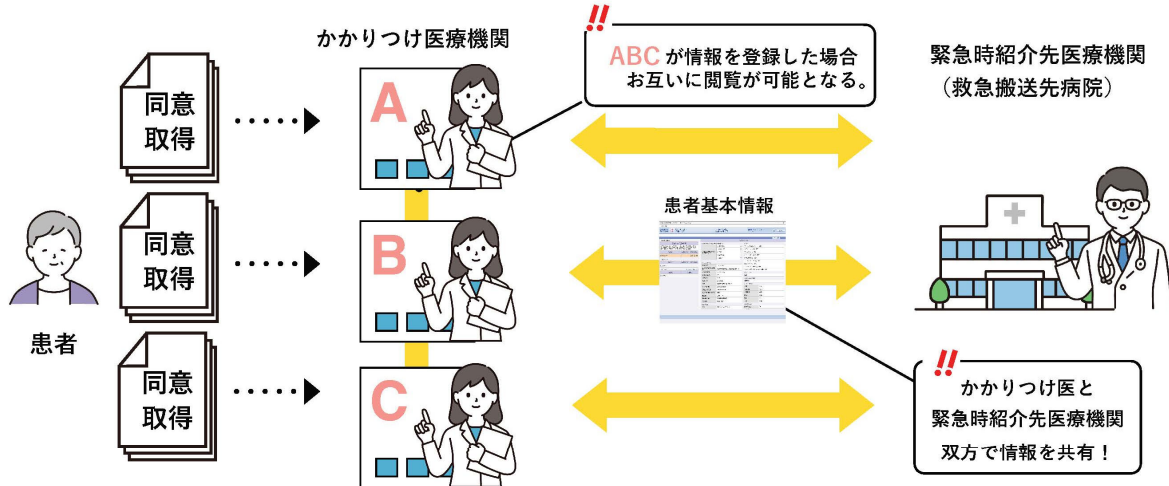 かかりつけ医療機関
ABCが情報を登録した場合
お互いに閲覧が可能となる。
緊急時紹介先医療機関
（救急搬送先病院）
同意
取得
A
患者基本情報
同意
取得
B
患者
同意
取得
C
かかりつけ医と
緊急時紹介先医療機関
双方で情報を共有！